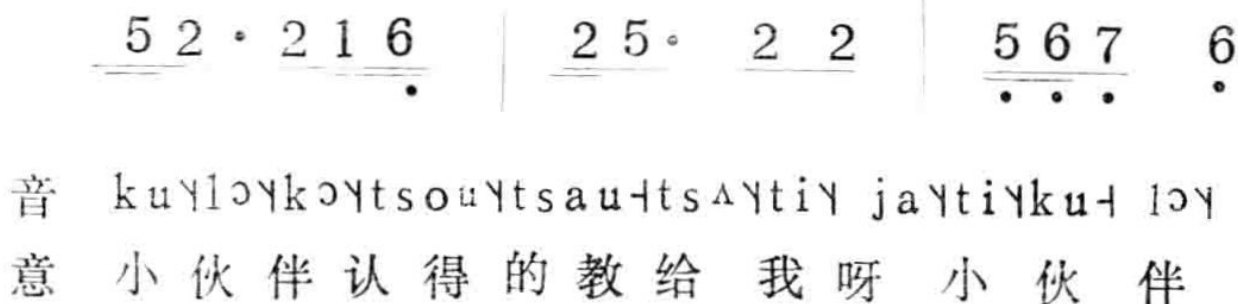 5 2 · 2 1 6 | 2 5 · 2 2 | 5 6 7 6
音 ku˥˧lɔ˥˧kɔ˥˧tsou˥˧tsau˧tsʌ˥˧ti˥˧ ja˥˧ti˥˧ku˧ lɔ˥˧
意 小伙伴认得的教给 我呀 小伙伴